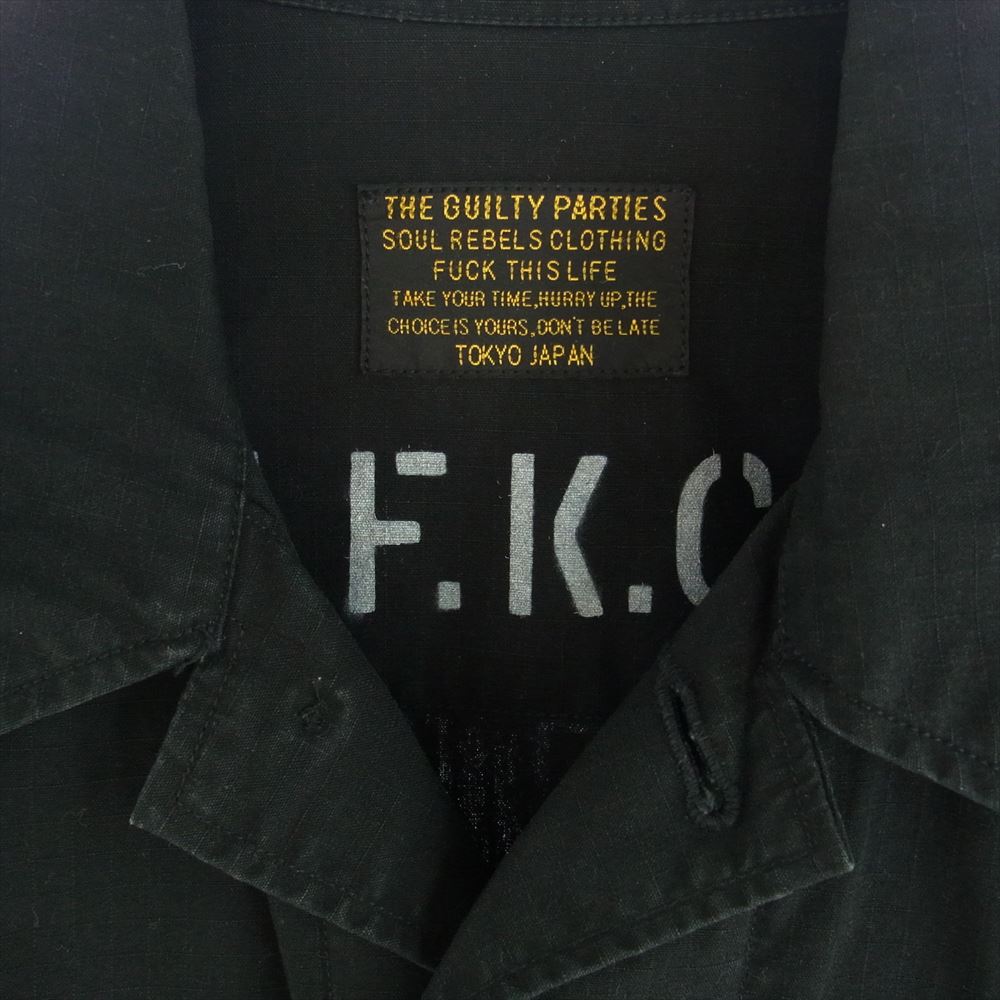 THE GUILTY PARTIES
SOUL REBELS CLOTHING
FUCK THIS LIFE
TAKE YOUR TIME,HURRY UP,THE
CHOICE IS YOURS,DON'T BE LATE
TOKYO JAPAN
F.K.C